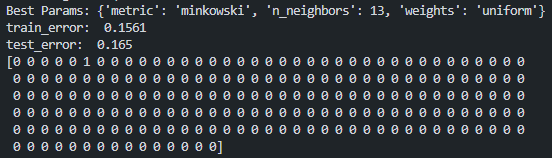 Best Params: {'metric': 'minkowski', 'n_neighbors': 13, 'weights': 'uniform'}
train_error:  0.1561
test_error:  0.165
[0 0 0 0 0 1 0 0 0 0 0 0 0 0 0 0 0 0 0 0 0 0 0 0 0 0 0 0 0 0 0 0 0 0 0 0 0
 0 0 0 0 0 0 0 0 0 0 0 0 0 0 0 0 0 0 0 0 0 0 0 0 0 0 0 0 0 0 0 0 0 0 0 0 0
 0 0 0 0 0 0 0 0 0 0 0 0 0 0 0 0 0 0 0 0 0 0 0 0 0 0 0 0 0 0 0 0 0 0 0 0 0
 0 0 0 0 0 0 0 0 0 0 0 0 0 0 0 0 0 0 0 0 0 0 0 0 0 0 0 0 0 0 0 0 0 0 0 0 0
 0 0 0 0 0 0 0 0 0 0 0 0 0 0 0 0 0 0 0 0 0 0 0 0 0 0 0 0 0 0 0 0 0 0 0 0 0
 0 0 0 0 0 0 0 0 0 0 0 0 0 0 0]